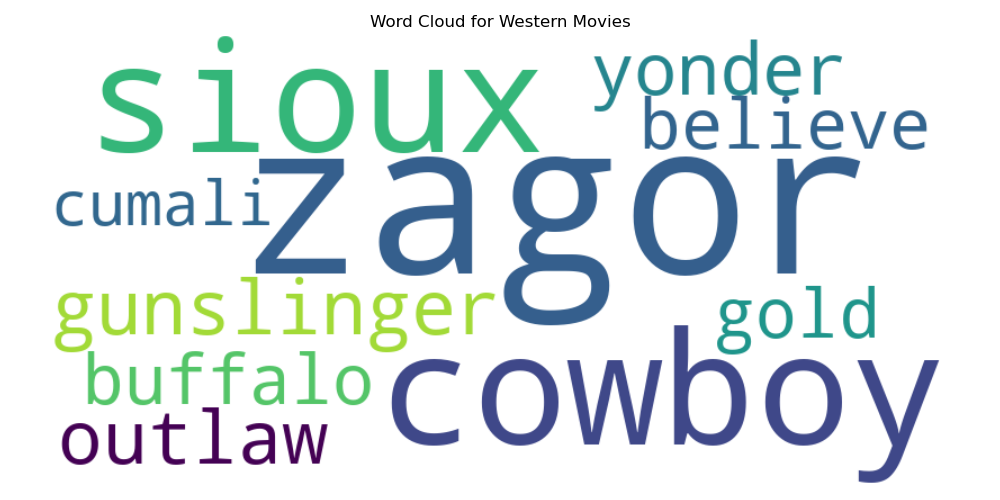 Word Cloud for Western Movies
sioux
yonder
believe
zagor
cumali
gunslinger
gold
buffalo
cowboy
outlaw